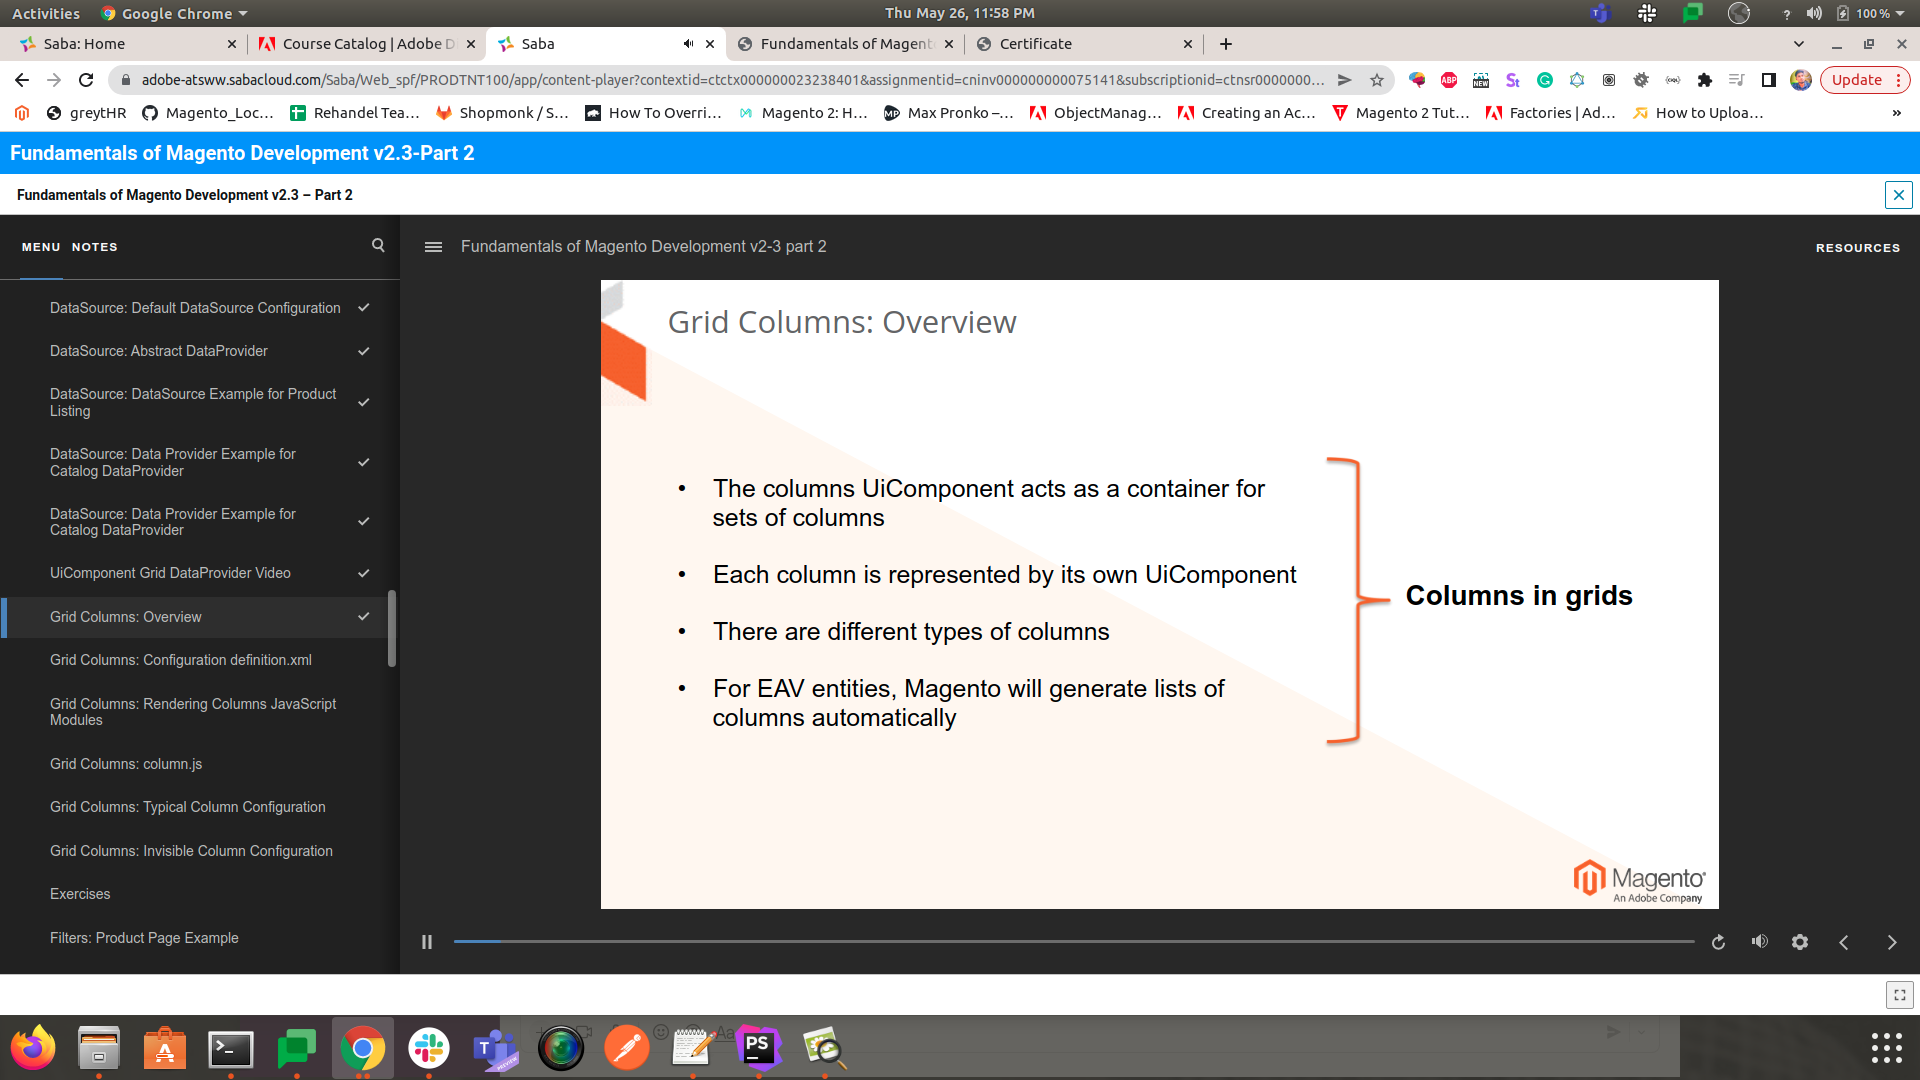 Activities
Google Chrome
Thu May 26, 11:58 PM
100 %
Saba: Home
Course Catalog | Adobe D
Saba
Fundamentals of Magent
Certificate
adobe-atsww.sabacloud.com/Saba/Web_spf/PRODTNT100/app/content-player?contextid=ctctx000000023238401&assignmentid=cninv000000000075141&subscriptionid=ctnsr0000000...
ABP
NEW
St
Update
greytHR
Magento_Loc...
Rehandel Tea...
Shopmonk / S...
How To Overri...
Magento 2: H...
Max Pronko –...
ObjectManag...
Creating an Ac...
Magento 2 Tut...
Factories | Ad...
How to Uploa...
»
Fundamentals of Magento Development v2.3-Part 2
Fundamentals of Magento Development v2.3 – Part 2
MENU
NOTES
Fundamentals of Magento Development v2-3 part 2
RESOURCES
DataSource: Default DataSource Configuration
DataSource: Abstract DataProvider
DataSource: DataSource Example for Product
Listing
DataSource: Data Provider Example for
Catalog DataProvider
DataSource: Data Provider Example for
Catalog DataProvider
UiComponent Grid DataProvider Video
Grid Columns: Overview
Grid Columns: Configuration definition.xml
Grid Columns: Rendering Columns JavaScript
Modules
Grid Columns: column.js
Grid Columns: Typical Column Configuration
Grid Columns: Invisible Column Configuration
Exercises
Filters: Product Page Example
Grid Columns: Overview
• The columns UiComponent acts as a container for
sets of columns
• Each column is represented by its own UiComponent
• There are different types of columns
• For EAV entities, Magento will generate lists of
columns automatically
Columns in grids
Magento
An Adobe Company
T
PREVIEW
Aa
PS